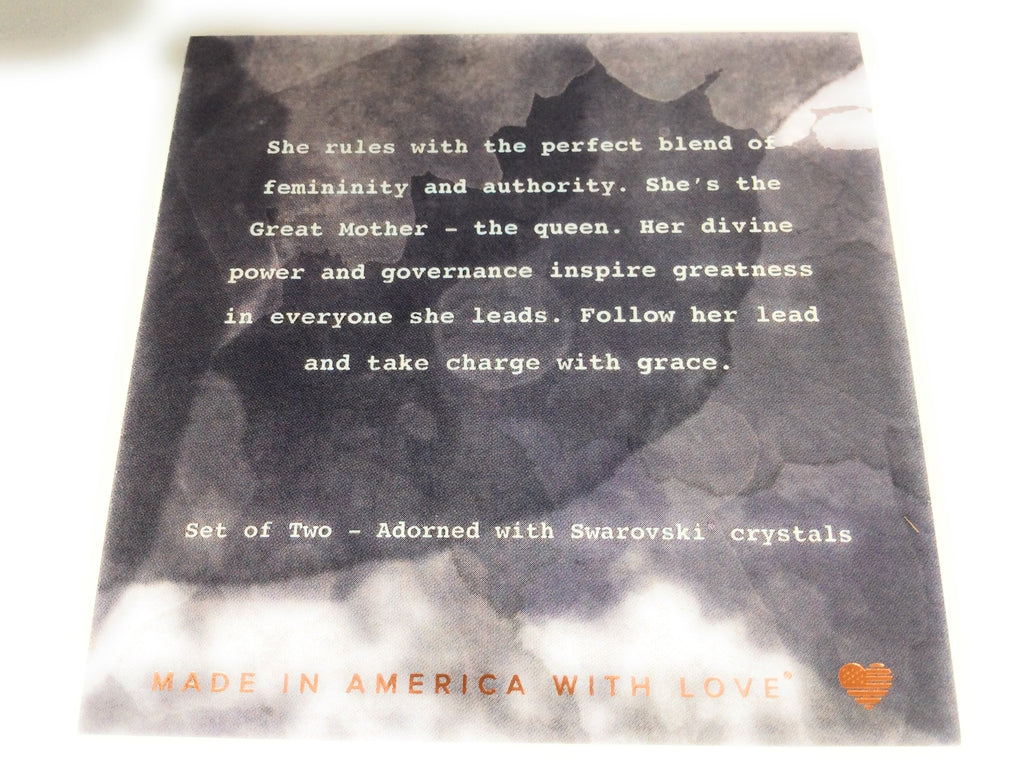 She rules with the perfect blend of
femininity and authority. She's the
Great Mother – the queen. Her divine
power and governance inspire greatness
in everyone she leads. Follow her lead
and take charge with grace.
Set of Two – Adorned with Swarovski® crystals
MADE IN AMERICA WITH LOVE®